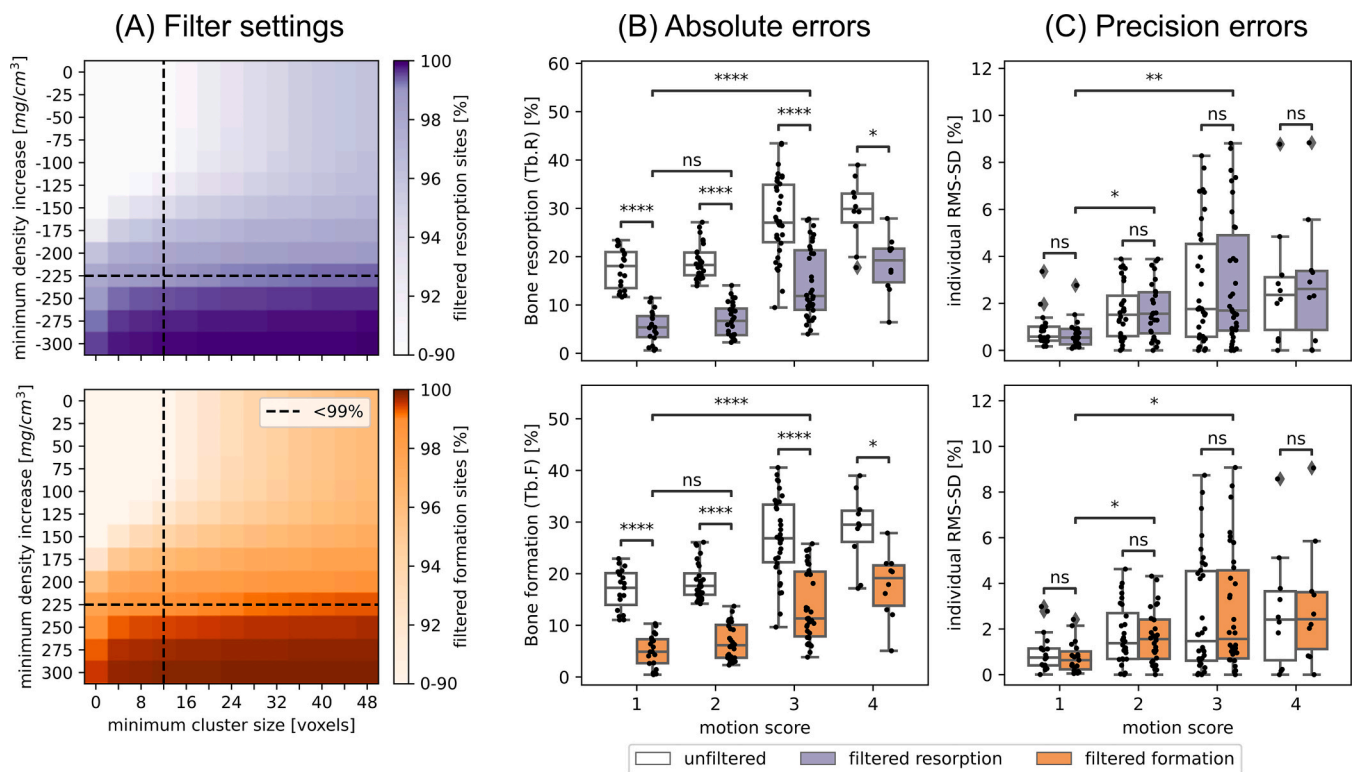 (A) Filter settings
(B) Absolute errors
(C) Precision errors
minimum density increase [mg/cm³]
0
-25
-50
-75
-100
-125
-150
-175
-200
-225
-250
-275
-300
100
98
96
94
92
0-90
filtered resorption sites [%]
Bone resorption (Tb.R) [%]
60
50
40
30
20
10
0
****
****
ns
****
****
*
individual RMS-SD [%]
12
10
8
6
4
2
0
**
*
ns
ns
ns
ns
minimum density increase [mg/cm³]
0
25
50
75
100
125
150
175
200
225
250
275
300
<99%
0 8 16 24 32 40 48
minimum cluster size [voxels]
100
98
96
94
92
0-90
filtered formation sites [%]
Bone formation (Tb.F) [%]
50
40
30
20
10
0
****
ns
****
****
****
*
1 2 3 4
motion score
individual RMS-SD [%]
12
10
8
6
4
2
0
*
*
ns
ns
ns
ns
1 2 3 4
motion score
unfiltered filtered resorption filtered formation